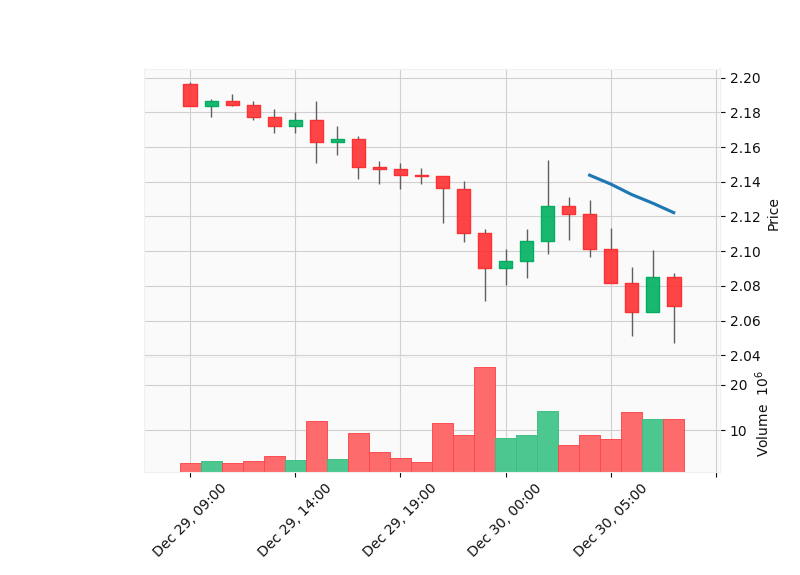 2.20
2.18
2.16
2.14
2.12
2.10
2.08
2.06
2.04
Price
20
10
Volume 10^6
Dec 29, 09:00
Dec 29, 14:00
Dec 29, 19:00
Dec 30, 00:00
Dec 30, 05:00